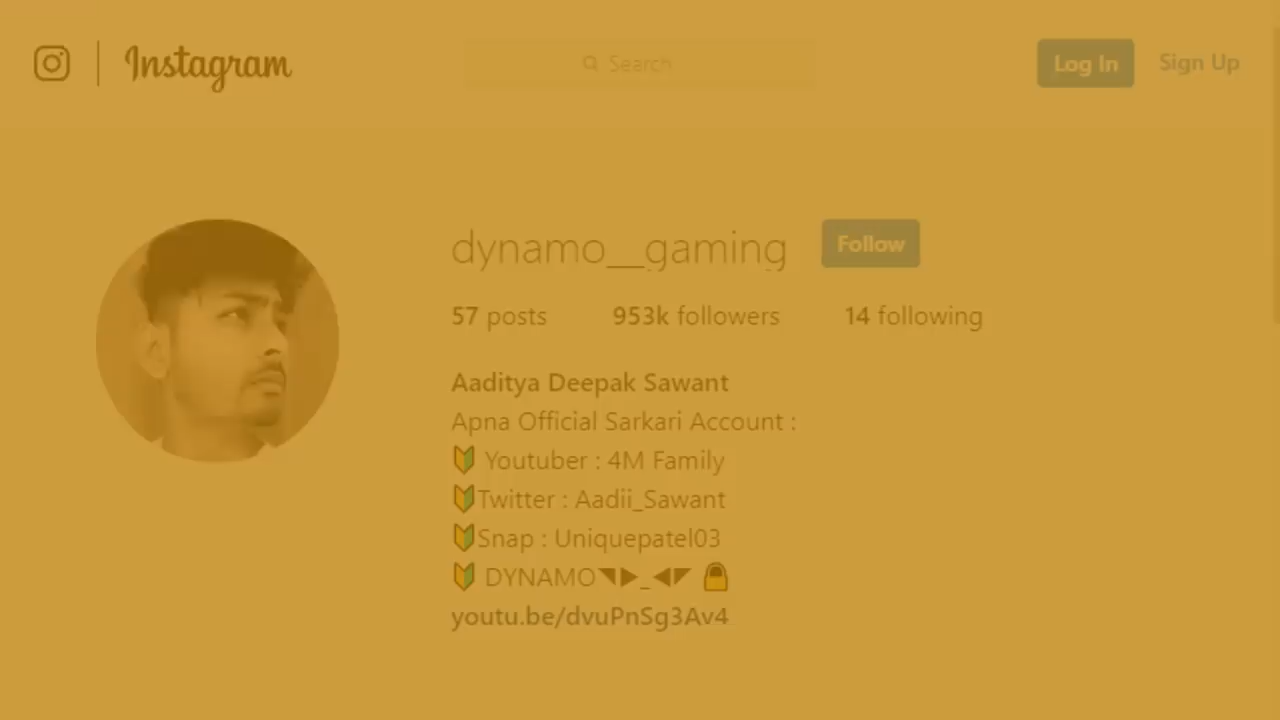 Instagram
Search
Log In
Sign Up
dynamo__gaming
Follow
57 posts 953k followers 14 following
Aaditya Deepak Sawant
Apna Official Sarkari Account :
🔰 Youtuber : 4M Family
🔰Twitter : Aadii_Sawant
🔰Snap : Uniquepatel03
🔰 DYNAMO◥▶_◀◤ 🔒
youtu.be/dvuPnSg3Av4